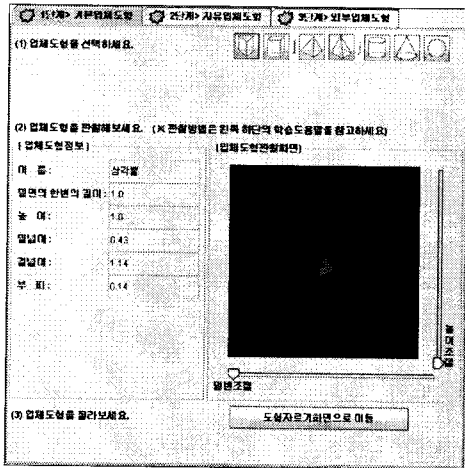 1단계> 기본입체도형 2단계> 자유입체도형 3단계> 외부입체도형
(1) 입체도형을 선택하세요.
(2) 입체도형을 관찰해보세요. (※ 관찰방법은 왼쪽 하단의 학습도움말을 참고하세요)
[ 입체도형정보 ] [입체도형관찰화면]
이 름 : 삼각뿔
밑면의 한변의 길이 : 1.0
높 이 : 1.0
밑넓이 : 0.43
겉넓이 : 1.14
부 피 : 0.14
높이조절
밑변조절
(3) 입체도형을 잘라보세요. 도형자르기화면으로 이동